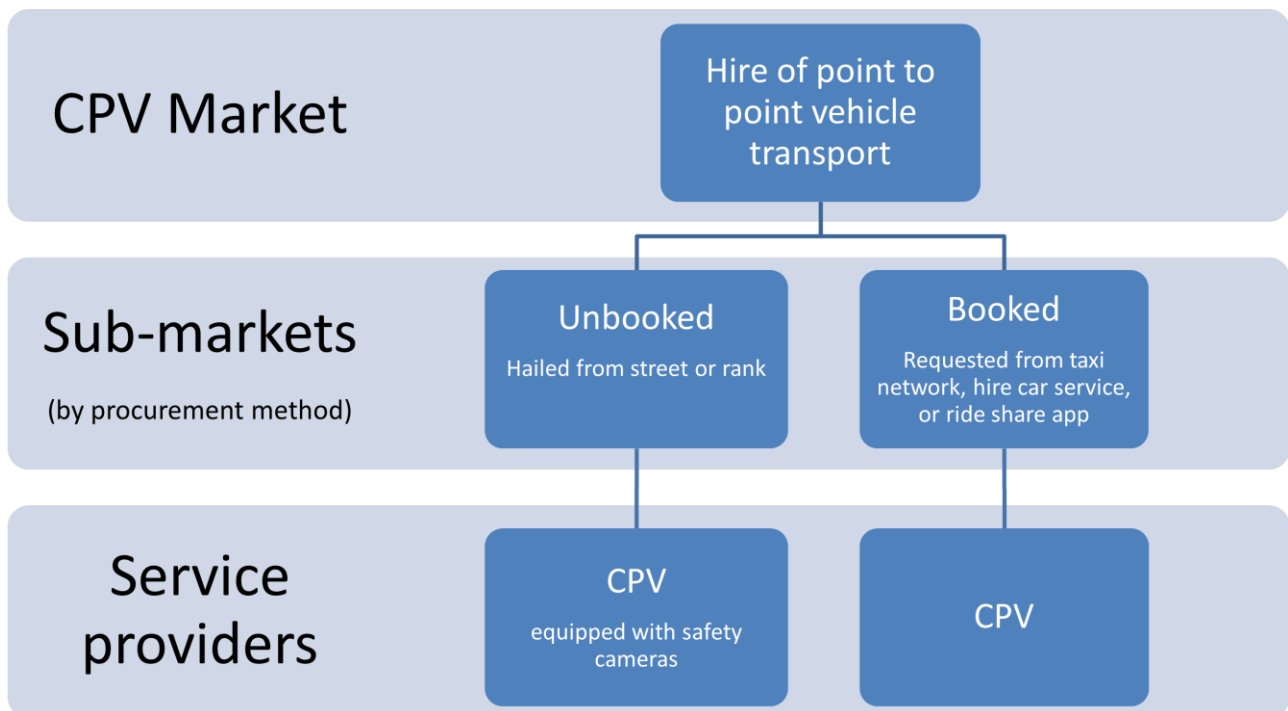 CPV Market
Hire of point to
point vehicle
transport
Sub-markets
(by procurement method)
Unbooked
Hailed from street or rank
Booked
Requested from taxi
network, hire car service,
or ride share app
Service
providers
CPV
equipped with safety
cameras
CPV